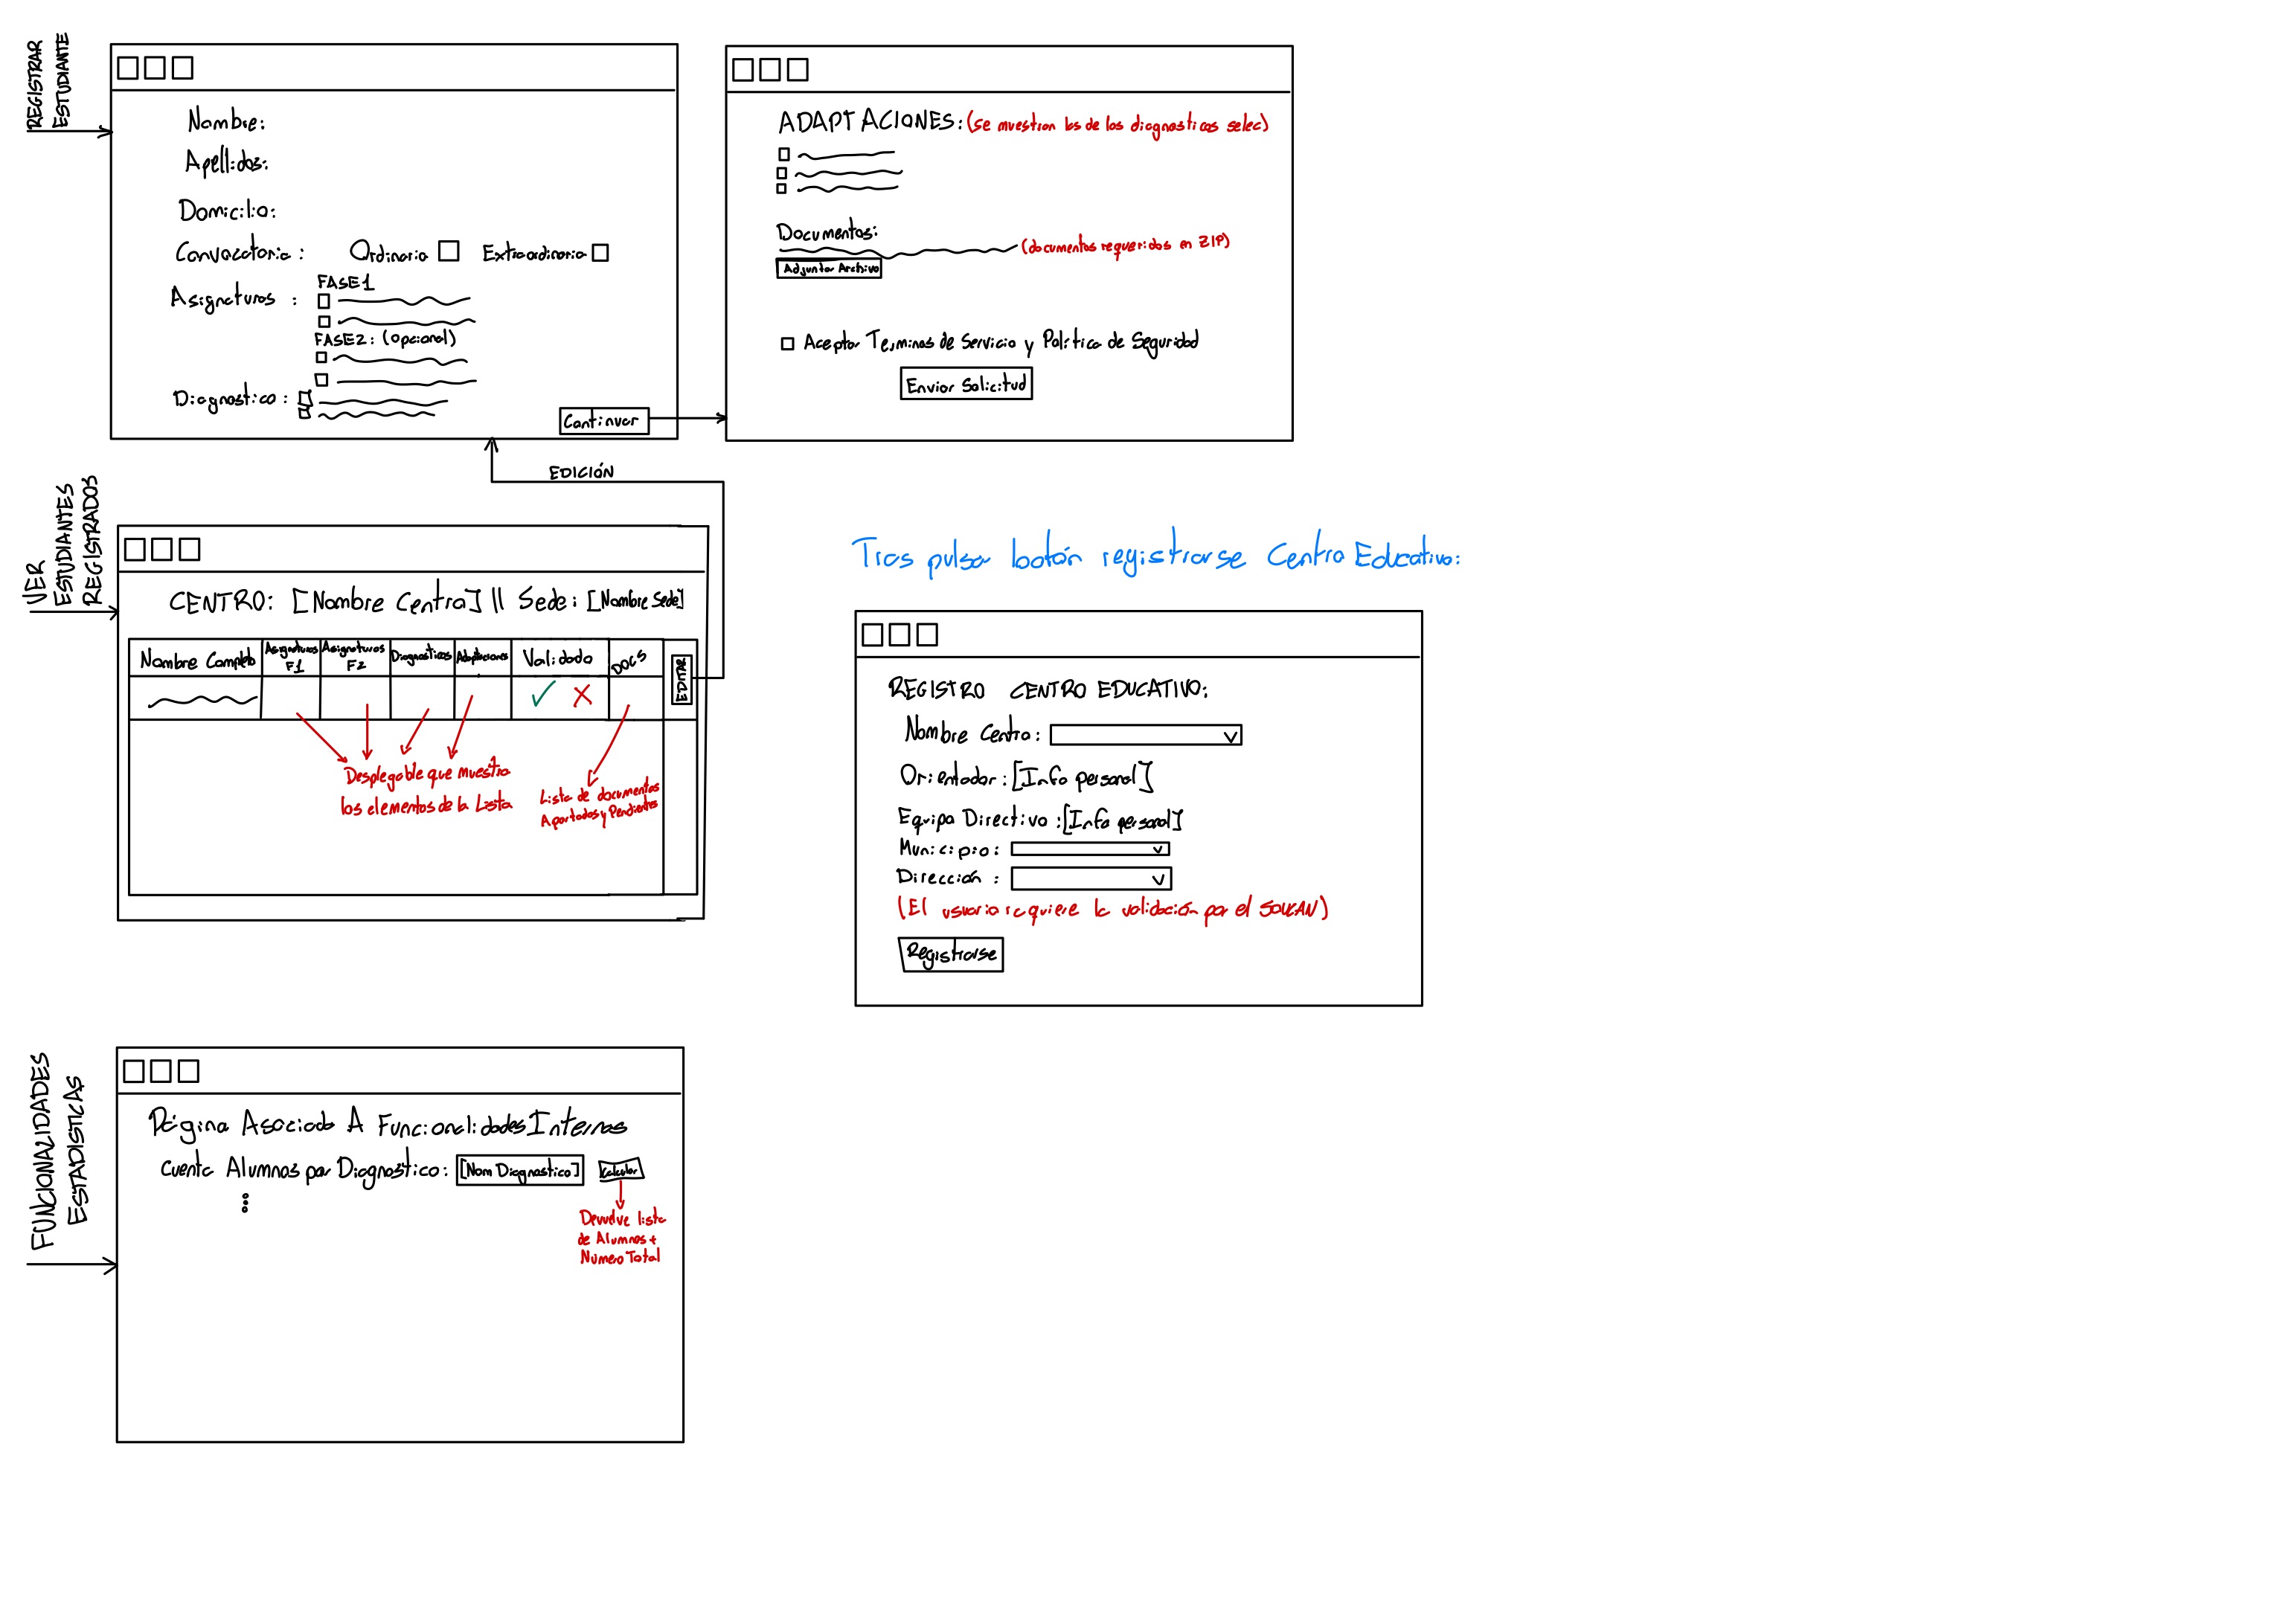 REGISTRAR
ESTUDIANTE
Nombre:
Apellidos:
Domicilio:
Convocatoria: Ordinaria Extraordinaria
Asignaturas:
FASE1
FASE2: (Opcional)
Diagnostico:
Continuar
ADAPTACIONES: (se muestran las de los diagnosticos selec)
Documentos:
(documentos requeridos en ZIP)
Adjuntar Archivo
Aceptar Terminos de Servicio y Política de Seguridad
Enviar Solicitud
EDICIÓN
VER
ESTUDIANTES
REGISTRADOS
CENTRO: [Nombre Centro] || Sede: [Nombre Sede]
Nombre Completo
Asignaturas F1
Asignaturas F2
Diagnosticos
Adaptaciones
Validado
DOCS
EDITAR
Desplegable que muestra
los elementos de la Lista
Lista de documentos
Aportados y Pendientes
Tras pulsar botón registrarse Centro Educativo:
REGISTRO CENTRO EDUCATIVO:
Nombre Centro:
Orientador: [Info personal]
Equipo Directivo: [Info personal]
Municipio:
Dirección:
(El usuario requiere la validación por el SOUCAN)
Registrarse
FUNCIONALIDADES
ESTADISTICAS
Página Asociada A Funcionalidades Internas
Cuenta Alumnos por Diagnostico: [Nom Diagnostico] Calcular
Devuelve lista
de Alumnos +
Numero Total